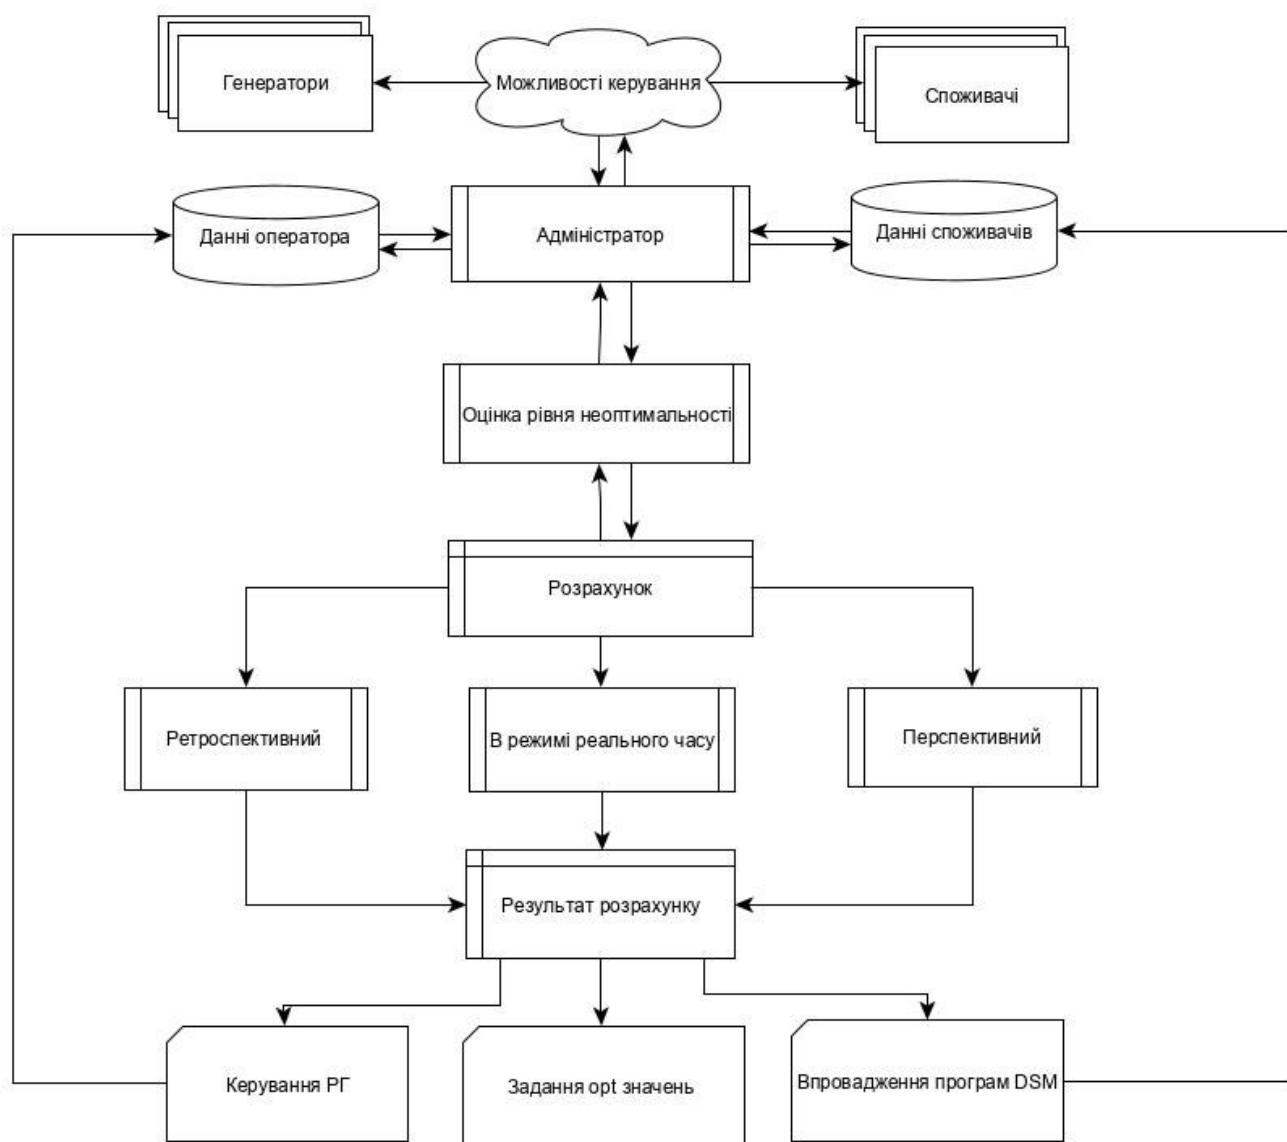 Генератори
Можливості керування
Споживачі
Данні оператора
Адміністратор
Данні споживачів
Оцінка рівня неоптимальності
Розрахунок
Ретроспективний
В режимі реального часу
Перспективний
Результат розрахунку
Керування РГ
Задання opt значень
Впровадження програм DSM